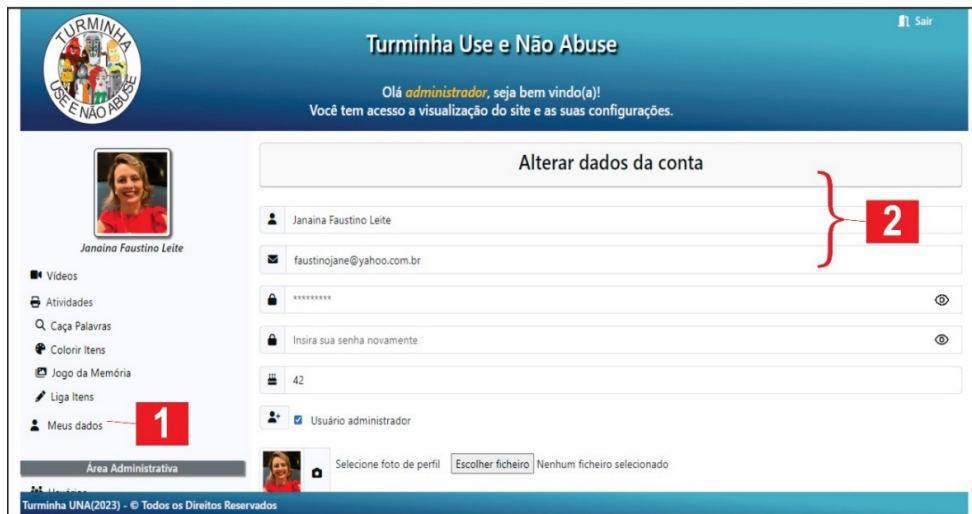 TURMINHA
USE E NÃO ABUSE
Sair
Turminha Use e Não Abuse
Olá administrador, seja bem vindo(a)!
Você tem acesso a visualização do site e as suas configurações.
Janaina Faustino Leite
Vídeos
Atividades
Caça Palavras
Colorir Itens
Jogo da Memória
Liga Itens
Meus dados
1
Área Administrativa
Alterar dados da conta
2
Janaina Faustino Leite
faustinojane@yahoo.com.br
*********
Insira sua senha novamente
42
Usuário administrador
Selecione foto de perfil Escolher ficheiro Nenhum ficheiro selecionado
Turminha UNA(2023) - © Todos os Direitos Reservados